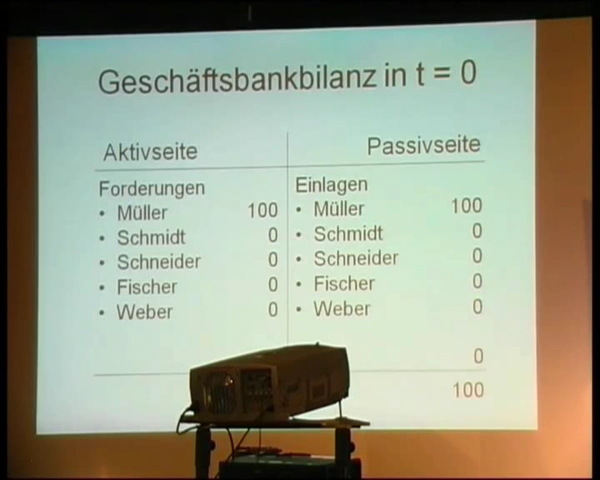 Geschäftsbankbilanz in t = 0
Aktivseite Passivseite
Forderungen Einlagen
• Müller 100 • Müller 100
• Schmidt 0 • Schmidt 0
• Schneider 0 • Schneider 0
• Fischer 0 • Fischer 0
• Weber 0 • Weber 0
0
100